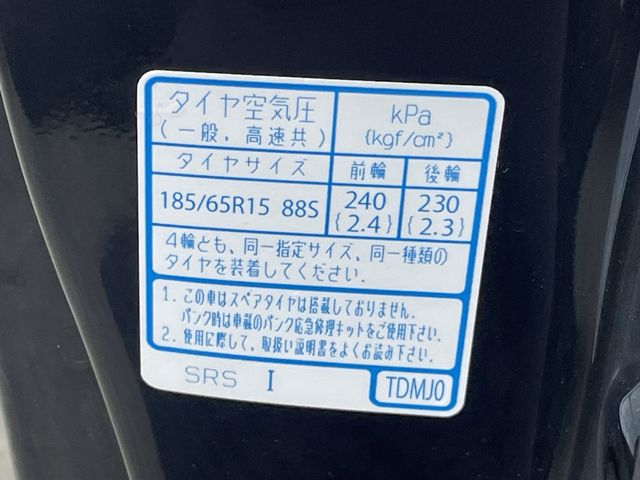 タイヤ空気圧
(一般,高速共)
kPa
{kgf/cm²}
タイヤサイズ 前輪 後輪
185/65R15 88S 240 230
{2.4} {2.3}
4輪とも、同一指定サイズ、同一種類の
タイヤを装着してください.
1. この車はスペアタイヤは搭載しておりません.
パンク時は車載のパンク応急修理キットをご使用下さい.
2. 使用に際して、取扱い説明書をよくお読み下さい.
SRS I TDMJ0